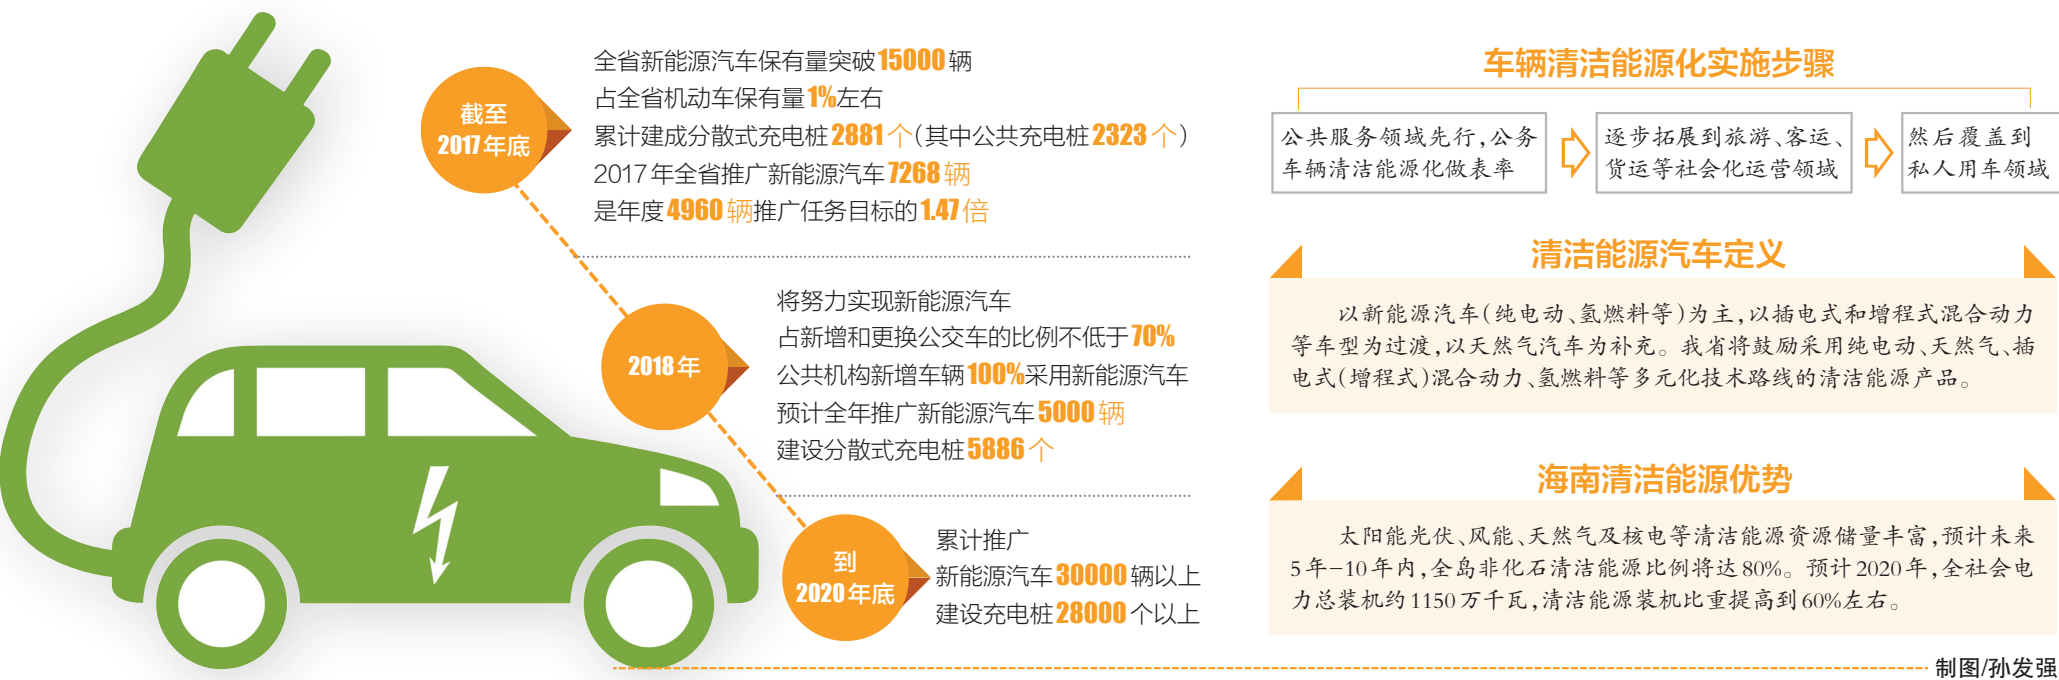 截至
2017年底
全省新能源汽车保有量突破15000辆
占全省机动车保有量1%左右
累计建成分散式充电桩2881个(其中公共充电桩2323个)
2017年全省推广新能源汽车7268辆
是年度4960辆推广任务目标的1.47倍
2018年
将努力实现新能源汽车
占新增和更换公交车的比例不低于70%
公共机构新增车辆100%采用新能源汽车
预计全年推广新能源汽车5000辆
建设分散式充电桩5886个
到
2020年底
累计推广
新能源汽车30000辆以上
建设充电桩28000个以上
车辆清洁能源化实施步骤
公共服务领域先行,公务
车辆清洁能源化做表率
逐步拓展到旅游、客运、
货运等社会化运营领域
然后覆盖到
私人用车领域
清洁能源汽车定义
以新能源汽车(纯电动、氢燃料等)为主,以插电式和增程式混合动力
等车型为过渡,以天然气汽车为补充。我省将鼓励采用纯电动、天然气、插
电式(增程式)混合动力、氢燃料等多元化技术路线的清洁能源产品。
海南清洁能源优势
太阳能光伏、风能、天然气及核电等清洁能源资源储量丰富,预计未来
5年-10年内,全岛非化石清洁能源比例将达80%。预计2020年,全社会电
力总装机约1150万千瓦,清洁能源装机比重提高到60%左右。
制图/孙发强